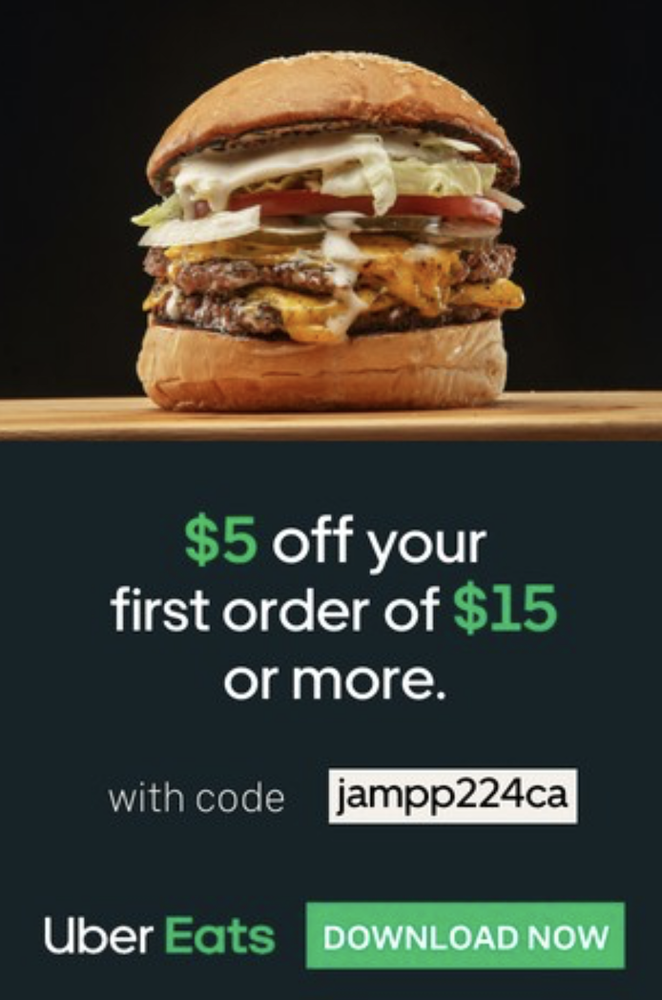 $5 off your
first order of $15
or more.
with code jampp224ca
Uber Eats DOWNLOAD NOW